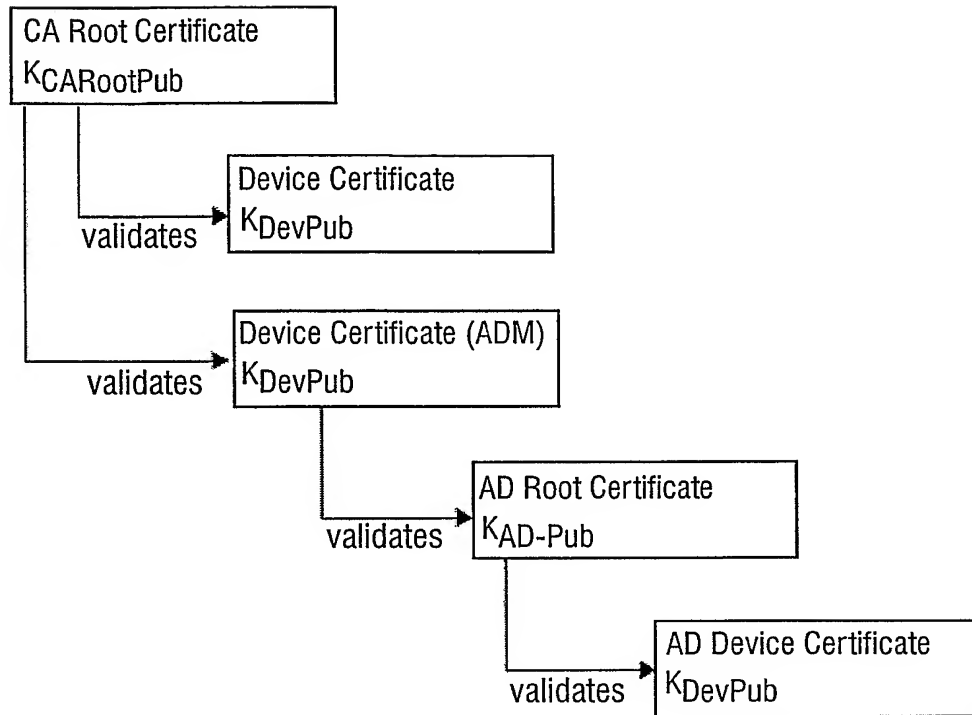 CA Root Certificate
KCARootPub
Device Certificate
KDevPub
validates
Device Certificate (ADM)
KDevPub
validates
AD Root Certificate
KAD-Pub
validates
AD Device Certificate
KDevPub
validates